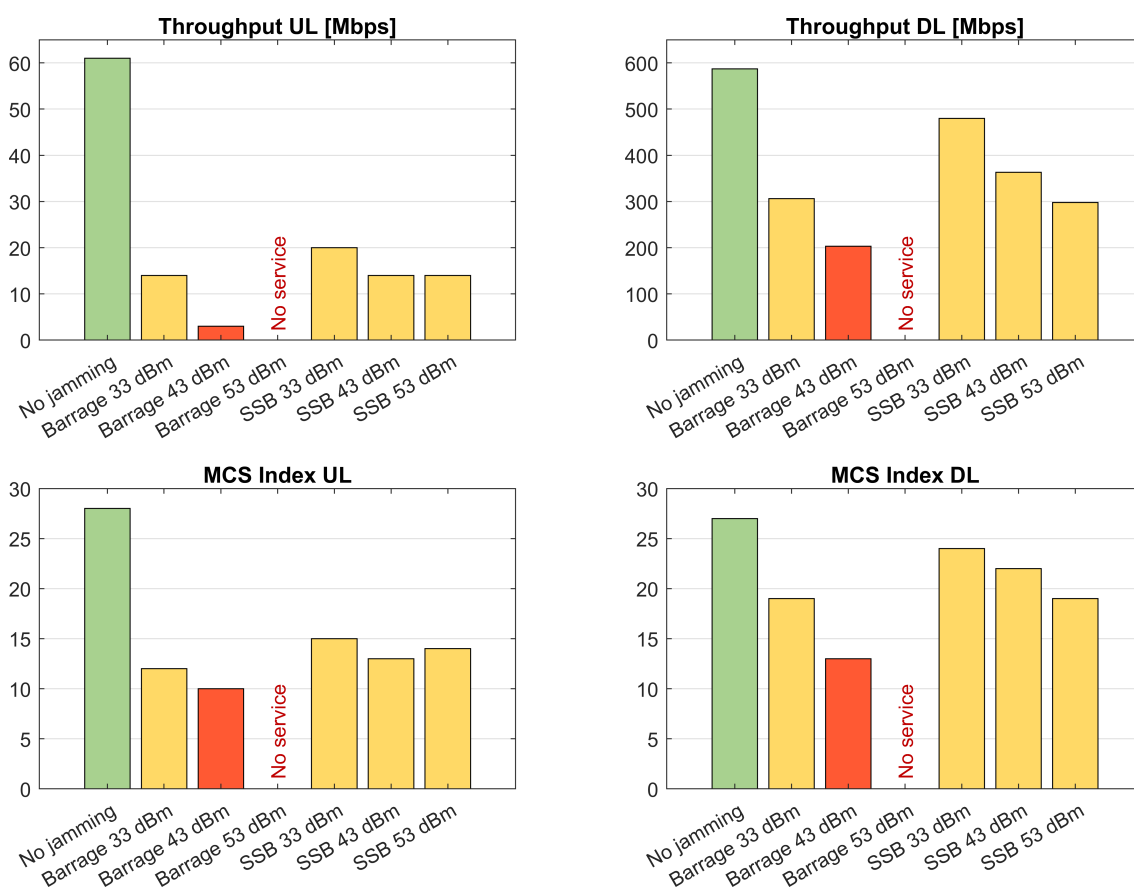 Throughput UL [Mbps]
60
50
40
30
20
10
0
No service
No jamming
Barrage 33 dBm
Barrage 43 dBm
Barrage 53 dBm
SSB 33 dBm
SSB 43 dBm
SSB 53 dBm
Throughput DL [Mbps]
600
500
400
300
200
100
0
No service
No jamming
Barrage 33 dBm
Barrage 43 dBm
Barrage 53 dBm
SSB 33 dBm
SSB 43 dBm
SSB 53 dBm
MCS Index UL
30
25
20
15
10
5
0
No service
No jamming
Barrage 33 dBm
Barrage 43 dBm
Barrage 53 dBm
SSB 33 dBm
SSB 43 dBm
SSB 53 dBm
MCS Index DL
30
25
20
15
10
5
0
No service
No jamming
Barrage 33 dBm
Barrage 43 dBm
Barrage 53 dBm
SSB 33 dBm
SSB 43 dBm
SSB 53 dBm